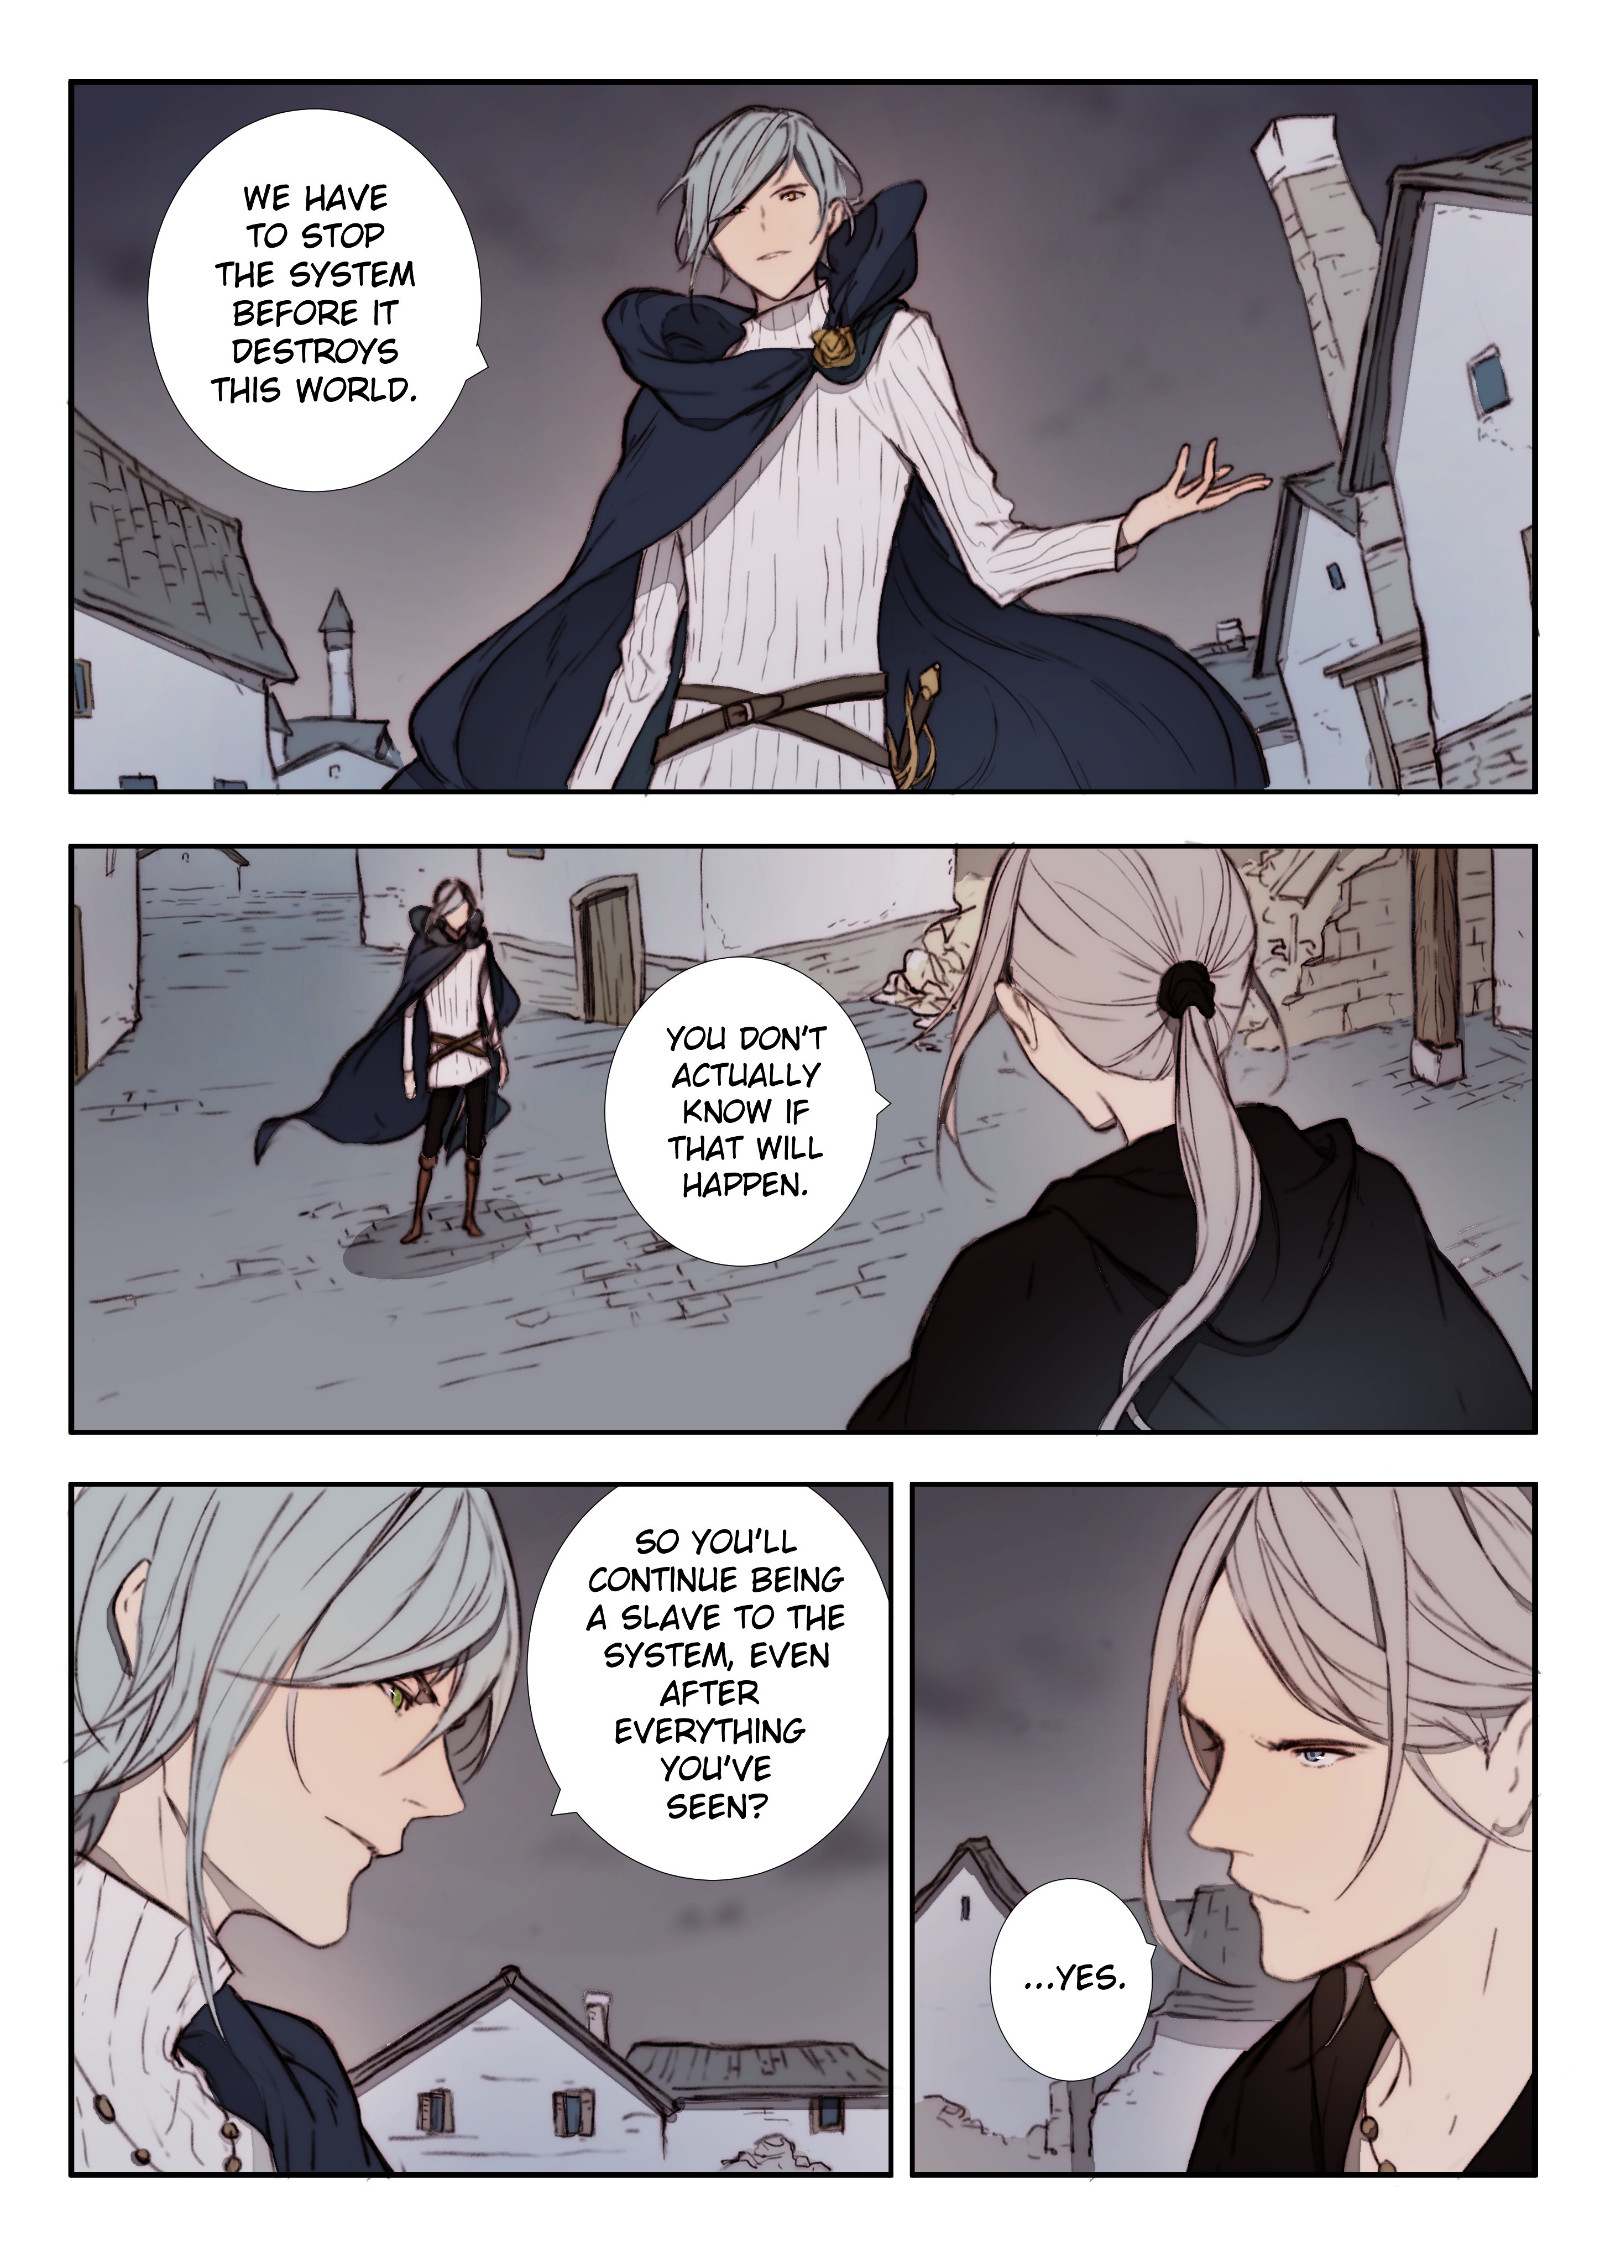 WE HAVE
TO STOP
THE SYSTEM
BEFORE IT
DESTROYS
THIS WORLD.
YOU DON'T
ACTUALLY
KNOW IF
THAT WILL
HAPPEN.
SO YOU'LL
CONTINUE BEING
A SLAVE TO THE
SYSTEM, EVEN
AFTER
EVERYTHING
YOU'VE
SEEN?
...YES.